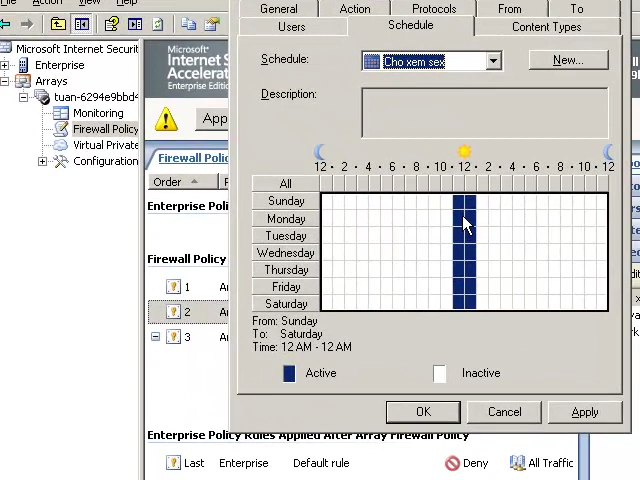 File Action View Help
General Action Protocols From To
Users Schedule Content Types
Microsoft Internet Securit
Enterprise
Arrays
tuan-6294e9bbd4
Monitoring
Firewall Policy
Virtual Private
Configuration
Microsoft®
Internet Se
Accelerat
Enterprise Editi
App
Firewall Polic
Order
Enterprise Poli
Firewall Policy
1
2
3
Schedule: Cho xem sex New...
Description:
12 · 2 · 4 · 6 · 8 · 10 · 12 · 2 · 4 · 6 · 8 · 10 · 12
All
Sunday
Monday
Tuesday
Wednesday
Thursday
Friday
Saturday
From: Sunday
To: Saturday
Time: 12 AM - 12 AM
Active Inactive
OK Cancel Apply
Enterprise Policy Rules Applied After Array Firewall Policy
Last Enterprise Default rule Deny All Traffic